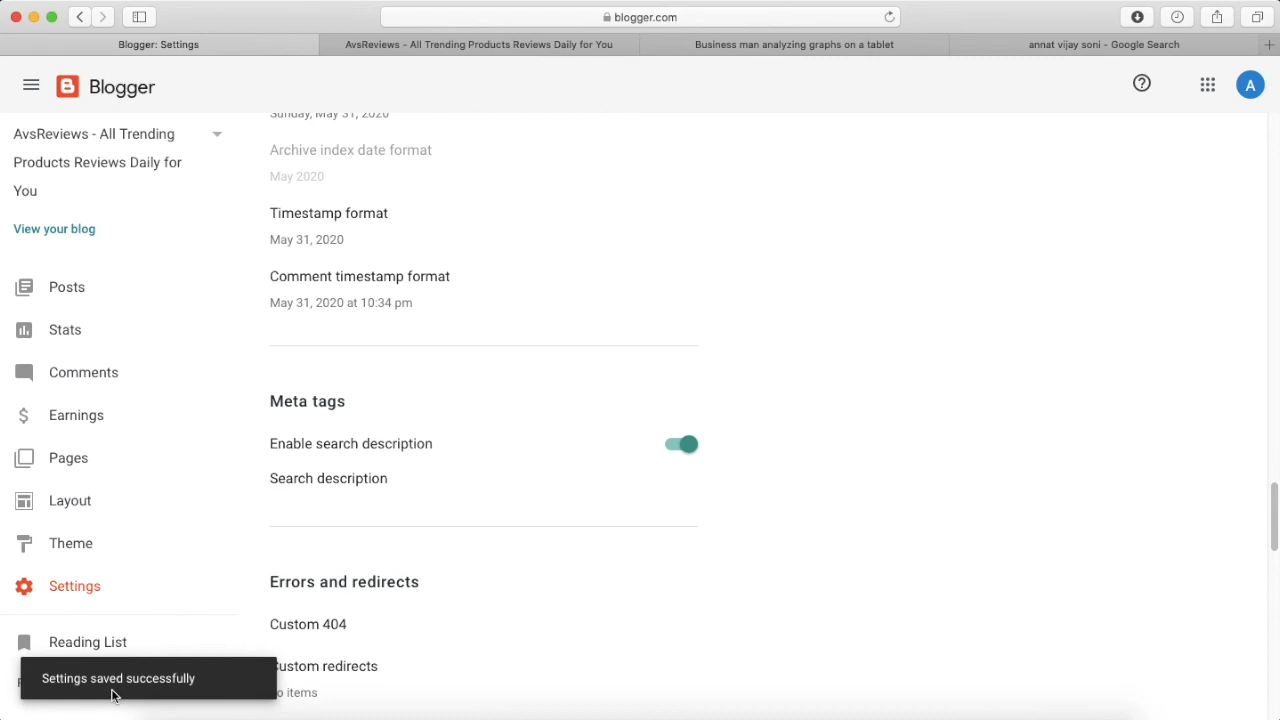 blogger.com
Blogger: Settings
AvsReviews - All Trending Products Reviews Daily for You
Business man analyzing graphs on a tablet
annat vijay soni - Google Search
Blogger
A
AvsReviews - All Trending
Products Reviews Daily for
You
View your blog
Posts
Stats
Comments
Earnings
Pages
Layout
Theme
Settings
Reading List
Settings saved successfully
Sunday, May 31, 2020
Archive index date format
May 2020
Timestamp format
May 31, 2020
Comment timestamp format
May 31, 2020 at 10:34 pm
Meta tags
Enable search description
Search description
Errors and redirects
Custom 404
ustom redirects
o items